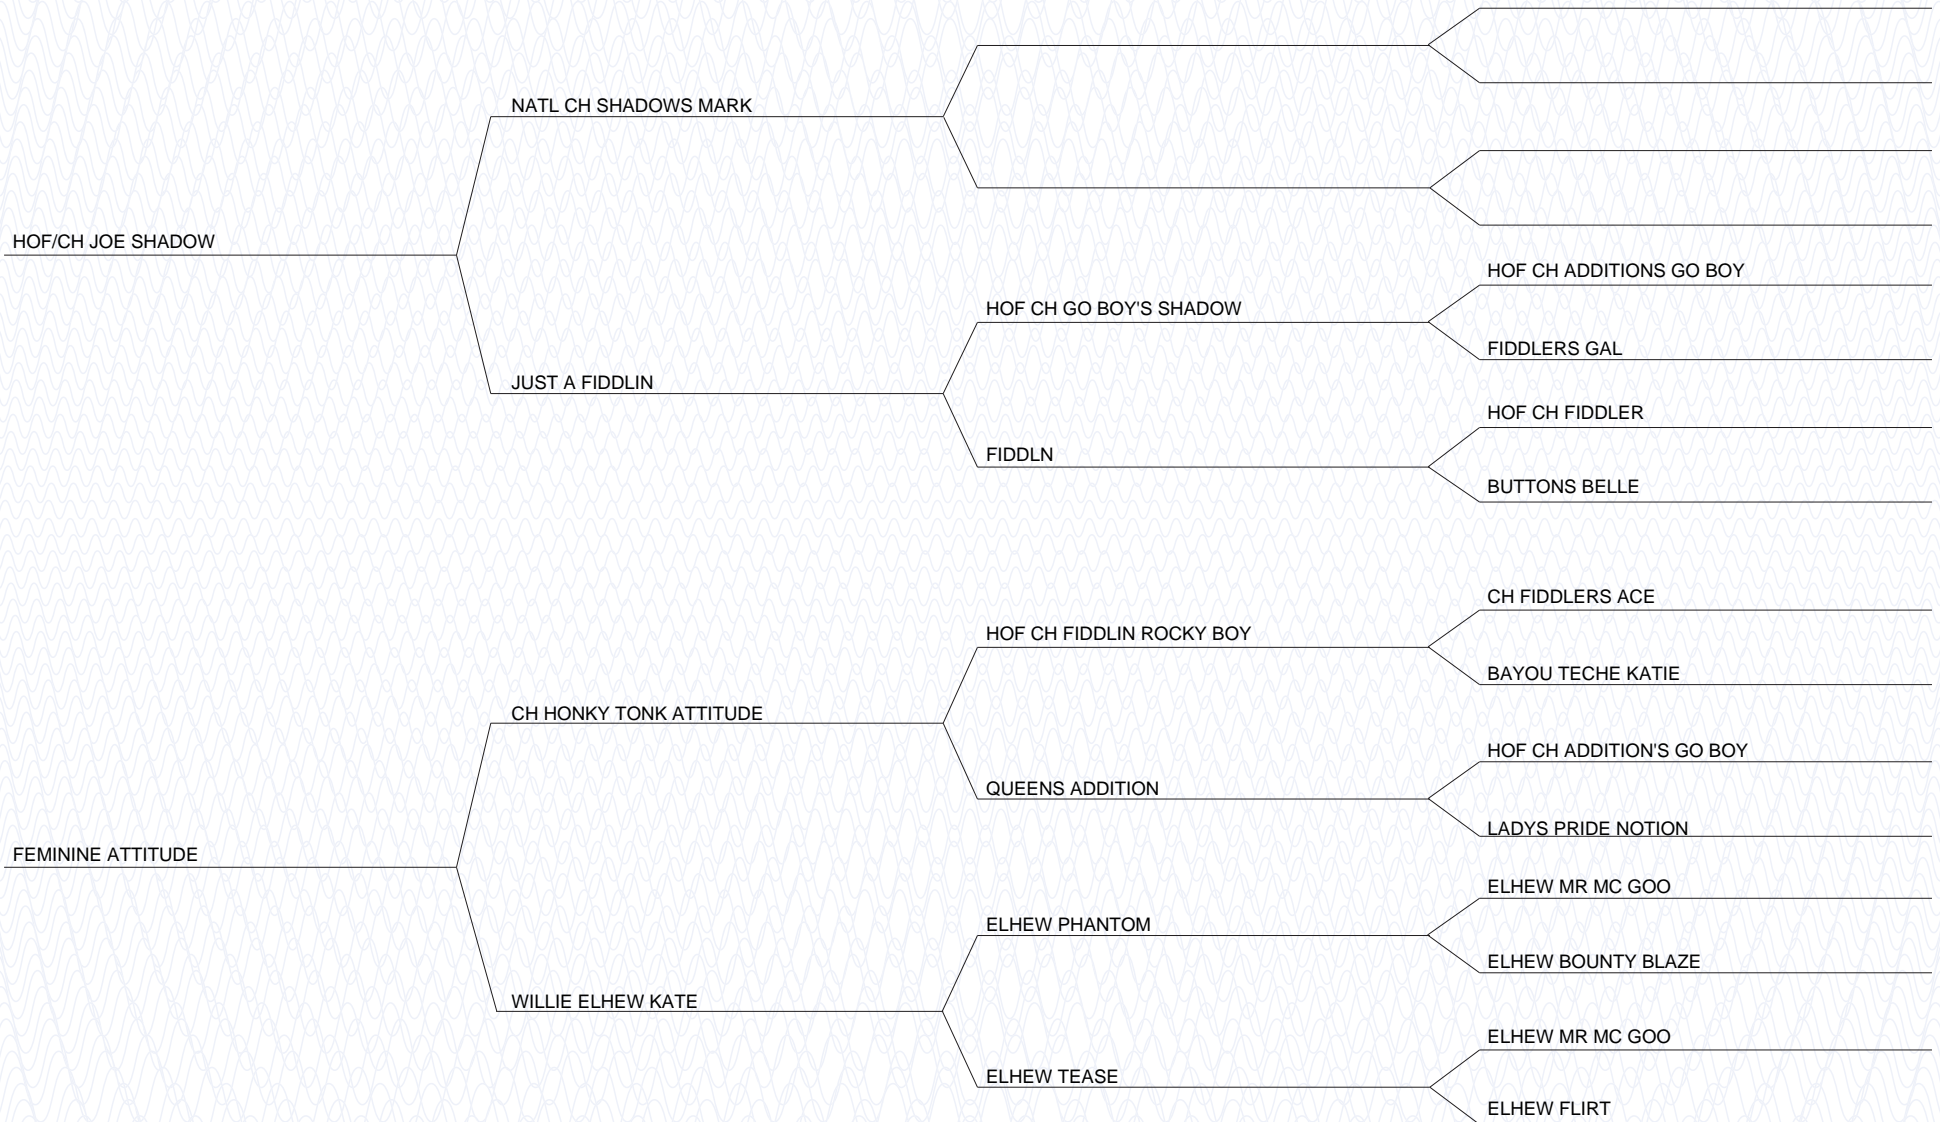 NATL CH SHADOWS MARK
HOF/CH JOE SHADOW
HOF CH ADDITIONS GO BOY
HOF CH GO BOY'S SHADOW
FIDDLERS GAL
JUST A FIDDLIN
HOF CH FIDDLER
FIDDLN
BUTTONS BELLE
CH FIDDLERS ACE
HOF CH FIDDLIN ROCKY BOY
BAYOU TECHE KATIE
CH HONKY TONK ATTITUDE
HOF CH ADDITION'S GO BOY
QUEENS ADDITION
LADYS PRIDE NOTION
FEMININE ATTITUDE
ELHEW MR MC GOO
ELHEW PHANTOM
ELHEW BOUNTY BLAZE
WILLIE ELHEW KATE
ELHEW MR MC GOO
ELHEW TEASE
ELHEW FLIRT